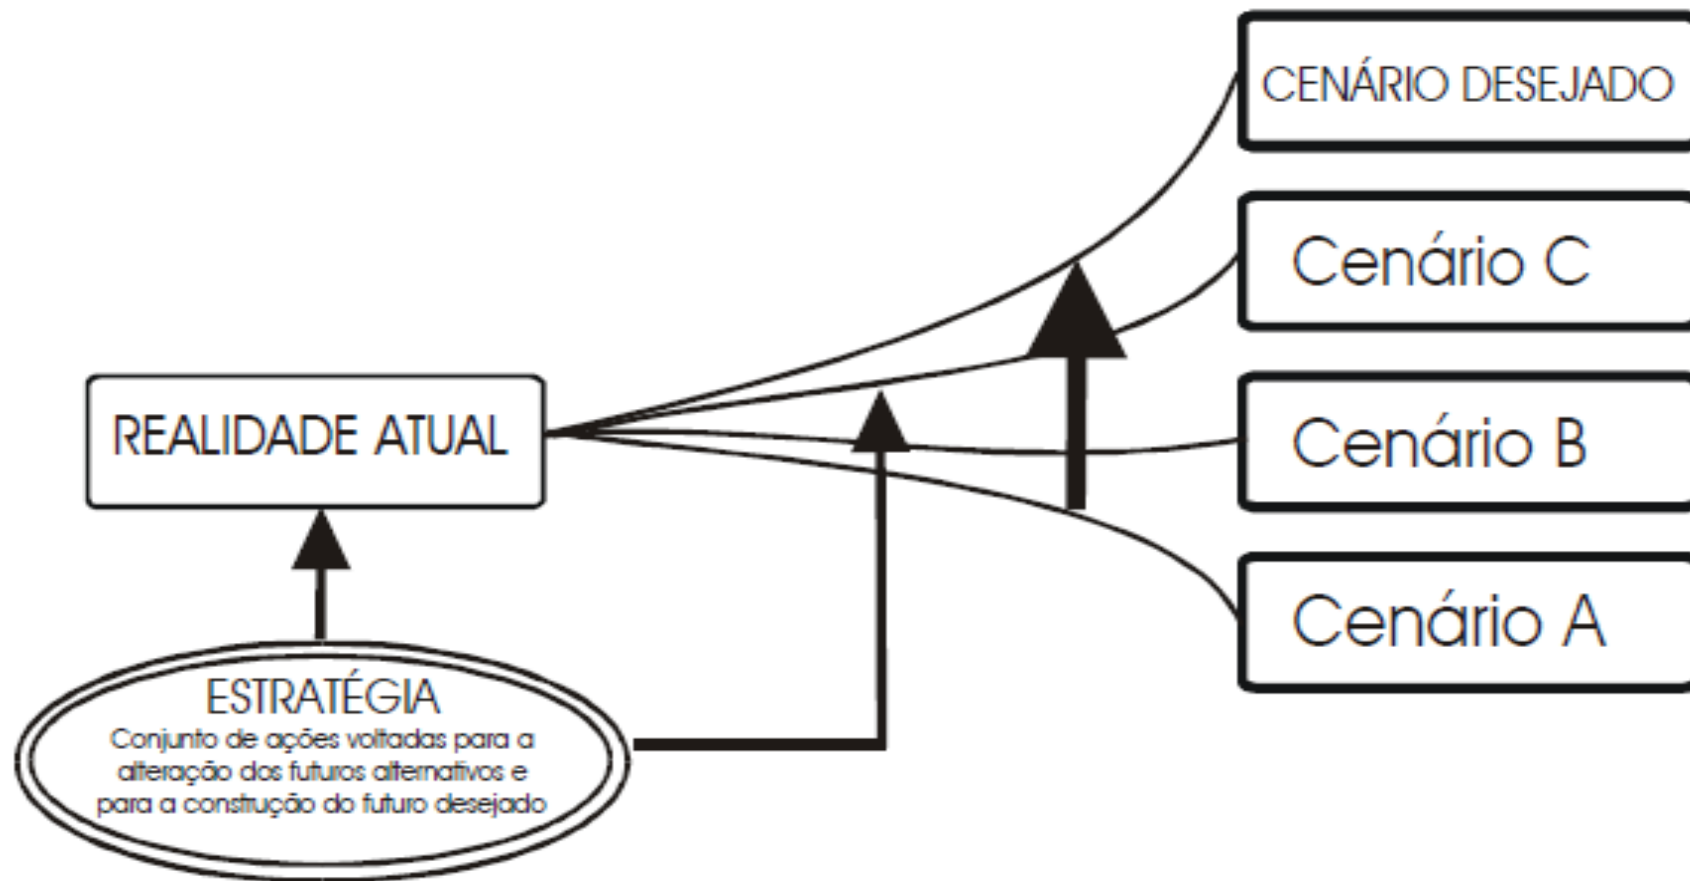 CENÁRIO DESEJADO
Cenário C
REALIDADE ATUAL
Cenário B
Cenário A
ESTRATÉGIA
Conjunto de ações voltadas para a
alteração dos futuros alternativos e
para a construção do futuro desejado